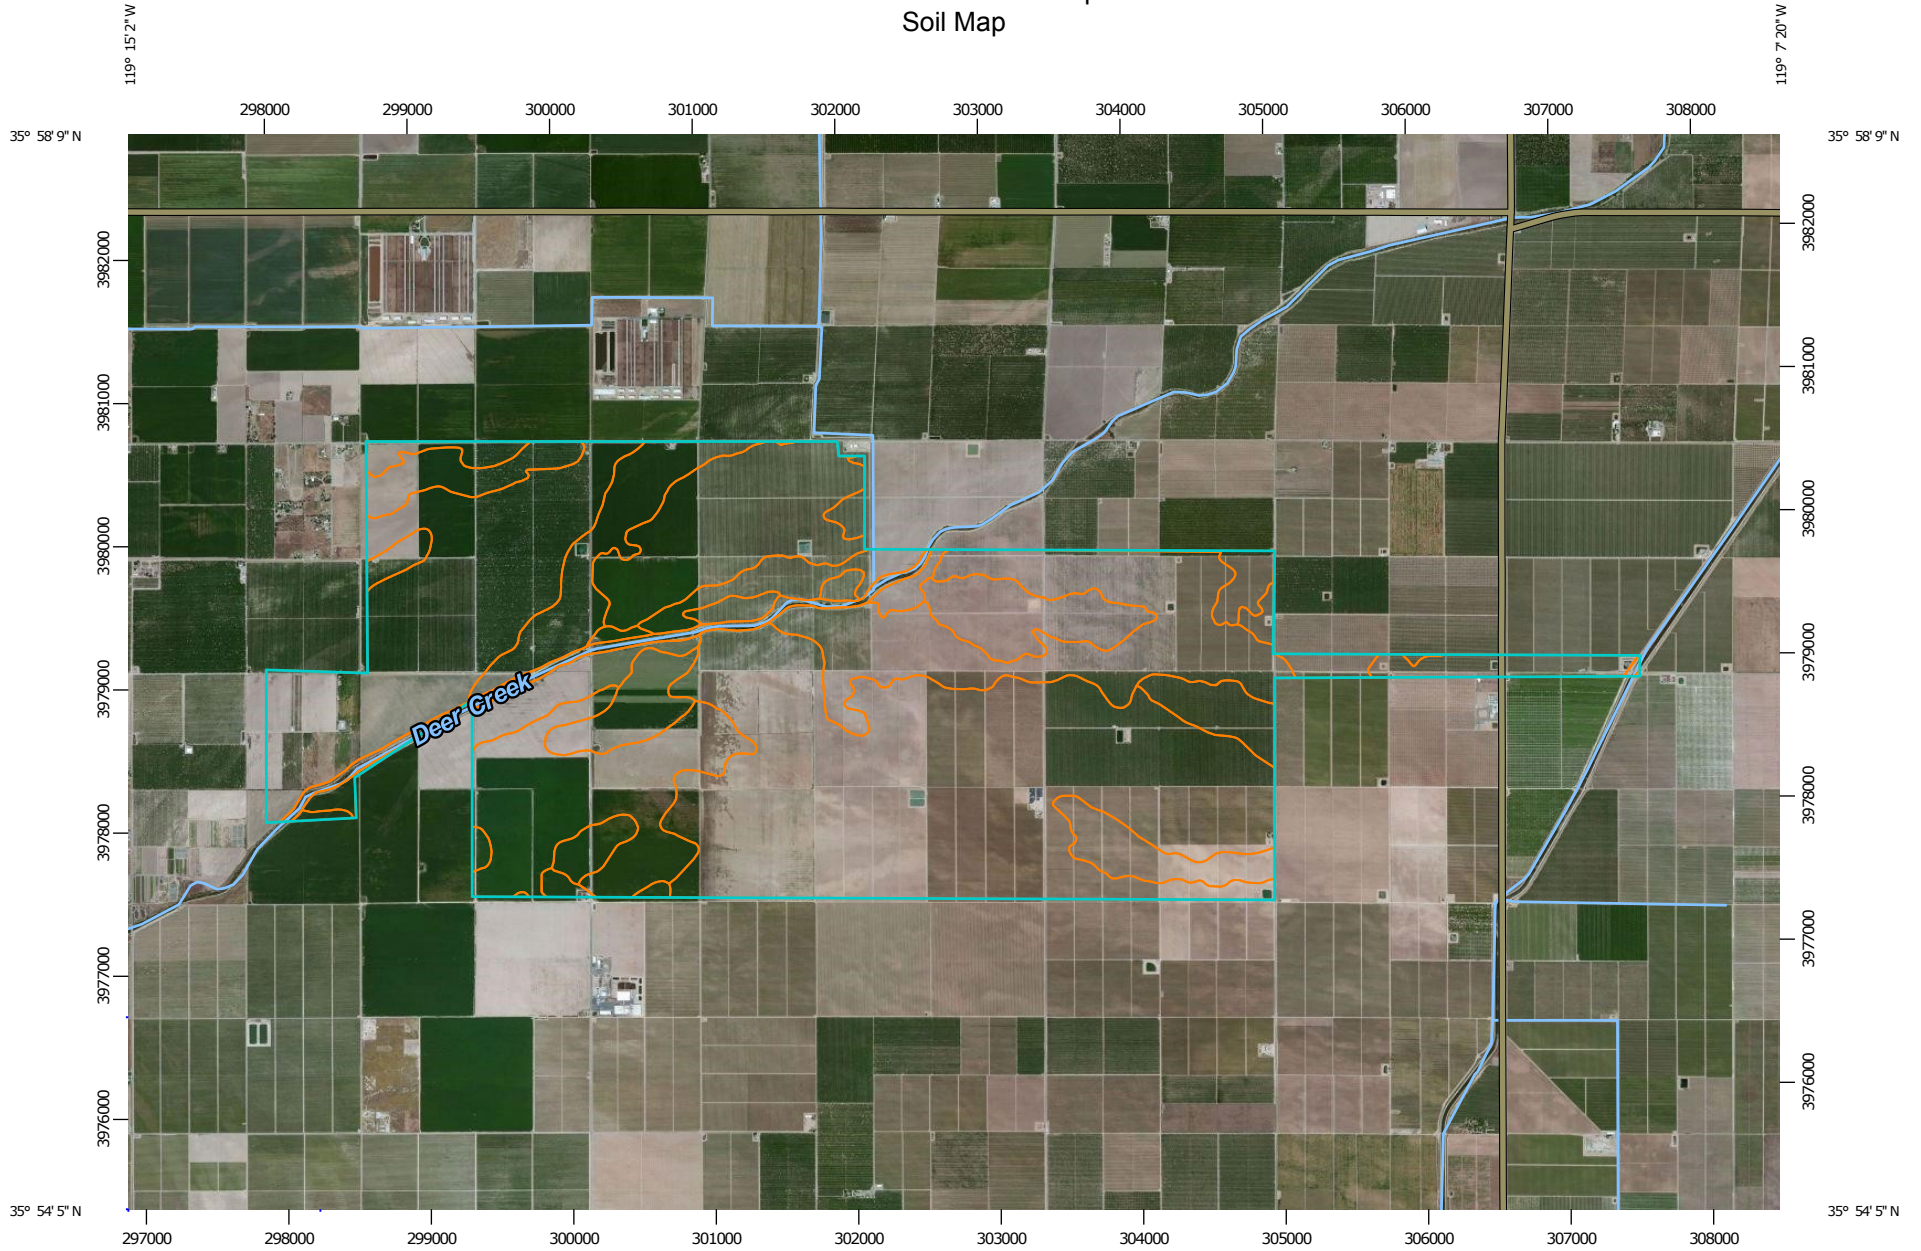 Soil Map
119° 15' 2" W
119° 7' 20" W
298000 299000 300000 301000 302000 303000 304000 305000 306000 307000 308000
35° 58' 9" N
35° 58' 9" N
3982000
3982000
3981000
3981000
3980000
3980000
3979000
3979000
Deer Creek
3978000
3978000
3977000
3977000
3976000
3976000
35° 54' 5" N
35° 54' 5" N
297000 298000 299000 300000 301000 302000 303000 304000 305000 306000 307000 308000